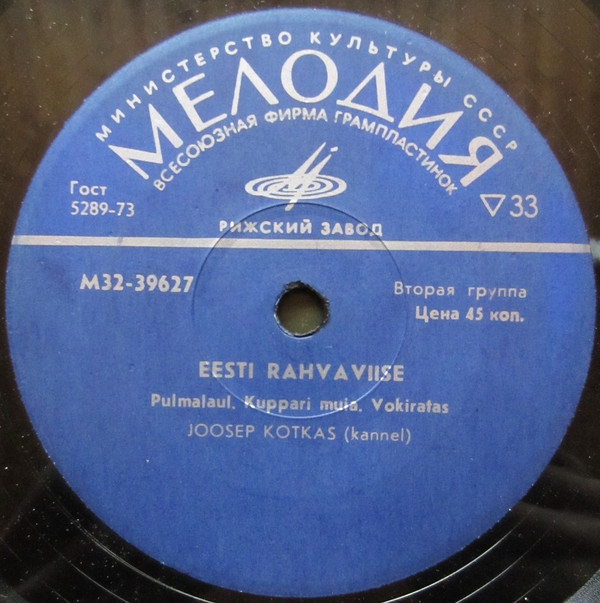 МИНИСТЕРСТВО КУЛЬТУРЫ СССР
МЕЛОДИЯ
ВСЕСОЮЗНАЯ ФИРМА ГРАМПЛАСТИНОК
Гост
5289-73
▽33
РИЖСКИЙ ЗАВОД
М32-39627
Вторая группа
Цена 45 коп.
EESTI RAHVAVIISE
Pulmalaul. Kuppari muia. Vokiratas
JOOSEP KOTKAS (kannel)